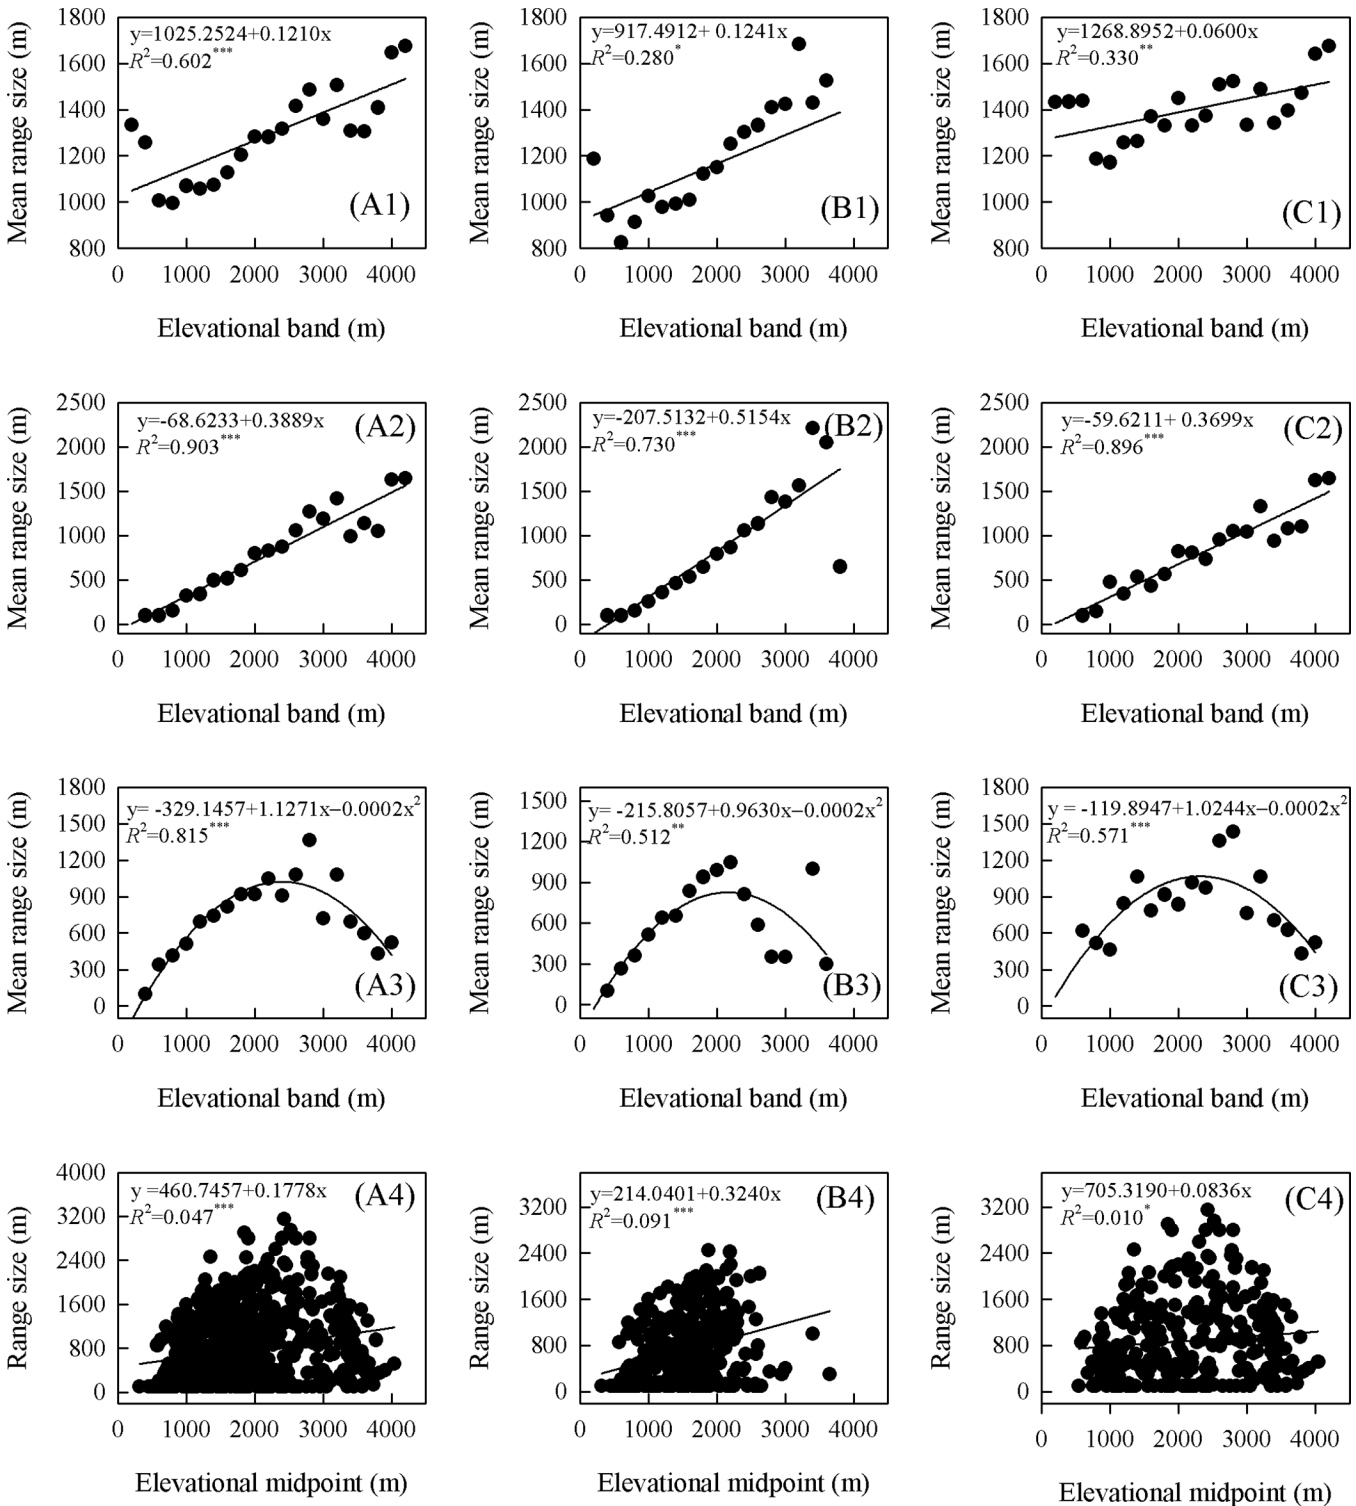 y=1025.2524+0.1210x
R²=0.602***
(A1)
Mean range size (m)
1800
1600
1400
1200
1000
800
0 1000 2000 3000 4000
Elevational band (m)
y=917.4912+ 0.1241x
R²=0.280*
(B1)
Mean range size (m)
1800
1600
1400
1200
1000
800
0 1000 2000 3000 4000
Elevational band (m)
y=1268.8952+0.0600x
R²=0.330**
(C1)
Mean range size (m)
1800
1600
1400
1200
1000
800
0 1000 2000 3000 4000
Elevational band (m)
y=-68.6233+0.3889x
R²=0.903***
(A2)
Mean range size (m)
2500
2000
1500
1000
500
0
0 1000 2000 3000 4000
Elevational band (m)
y=-207.5132+0.5154x
R²=0.730***
(B2)
Mean range size (m)
2500
2000
1500
1000
500
0
0 1000 2000 3000 4000
Elevational band (m)
y=-59.6211+ 0.3699x
R²=0.896***
(C2)
Mean range size (m)
2500
2000
1500
1000
500
0
0 1000 2000 3000 4000
Elevational band (m)
y= -329.1457+1.1271x−0.0002x²
R²=0.815***
(A3)
Mean range size (m)
1800
1500
1200
900
600
300
0
0 1000 2000 3000 4000
Elevational band (m)
y= -215.8057+0.9630x−0.0002x²
R²=0.512**
(B3)
Mean range size (m)
1500
1200
900
600
300
0
0 1000 2000 3000 4000
Elevational band (m)
y = -119.8947+1.0244x−0.0002x²
R²=0.571***
(C3)
Mean range size (m)
1800
1500
1200
900
600
300
0
0 1000 2000 3000 4000
Elevational band (m)
y =460.7457+0.1778x
R²=0.047***
(A4)
Range size (m)
4000
3200
2400
1600
800
0
0 1000 2000 3000 4000
Elevational midpoint (m)
y=214.0401+0.3240x
R²=0.091***
(B4)
Range size (m)
3200
2400
1600
800
0
0 1000 2000 3000 4000
Elevational midpoint (m)
y=705.3190+0.0836x
R²=0.010*
(C4)
Range size (m)
3200
2400
1600
800
0
0 1000 2000 3000 4000
Elevational midpoint (m)